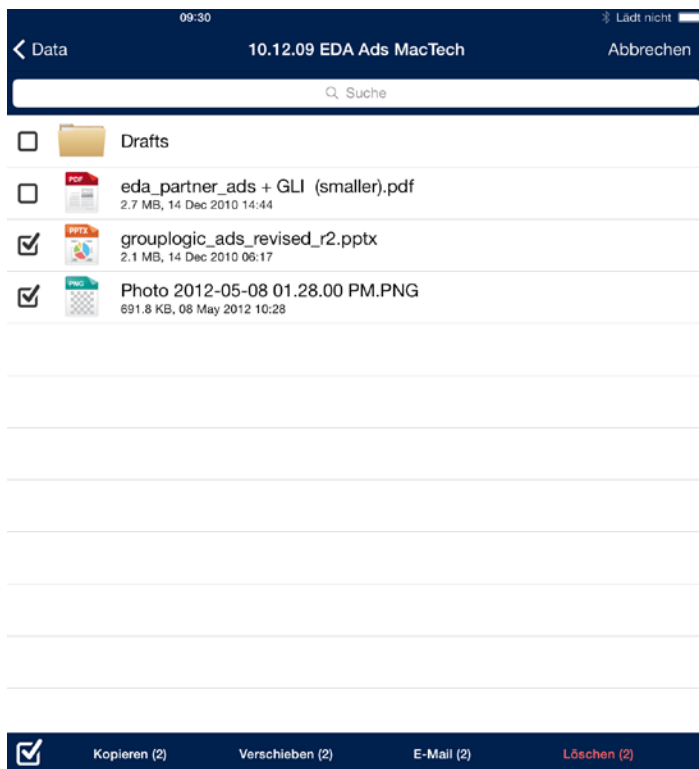 09:30
Lädt nicht
Data
10.12.09 EDA Ads MacTech
Abbrechen
Suche
Drafts
PDF
eda_partner_ads + GLI  (smaller).pdf
2.7 MB, 14 Dec 2010 14:44
PPTX
grouplogic_ads_revised_r2.pptx
2.1 MB, 14 Dec 2010 06:17
PNG
Photo 2012-05-08 01.28.00 PM.PNG
691.8 KB, 08 May 2012 10:28
Kopieren (2)
Verschieben (2)
E-Mail (2)
Löschen (2)